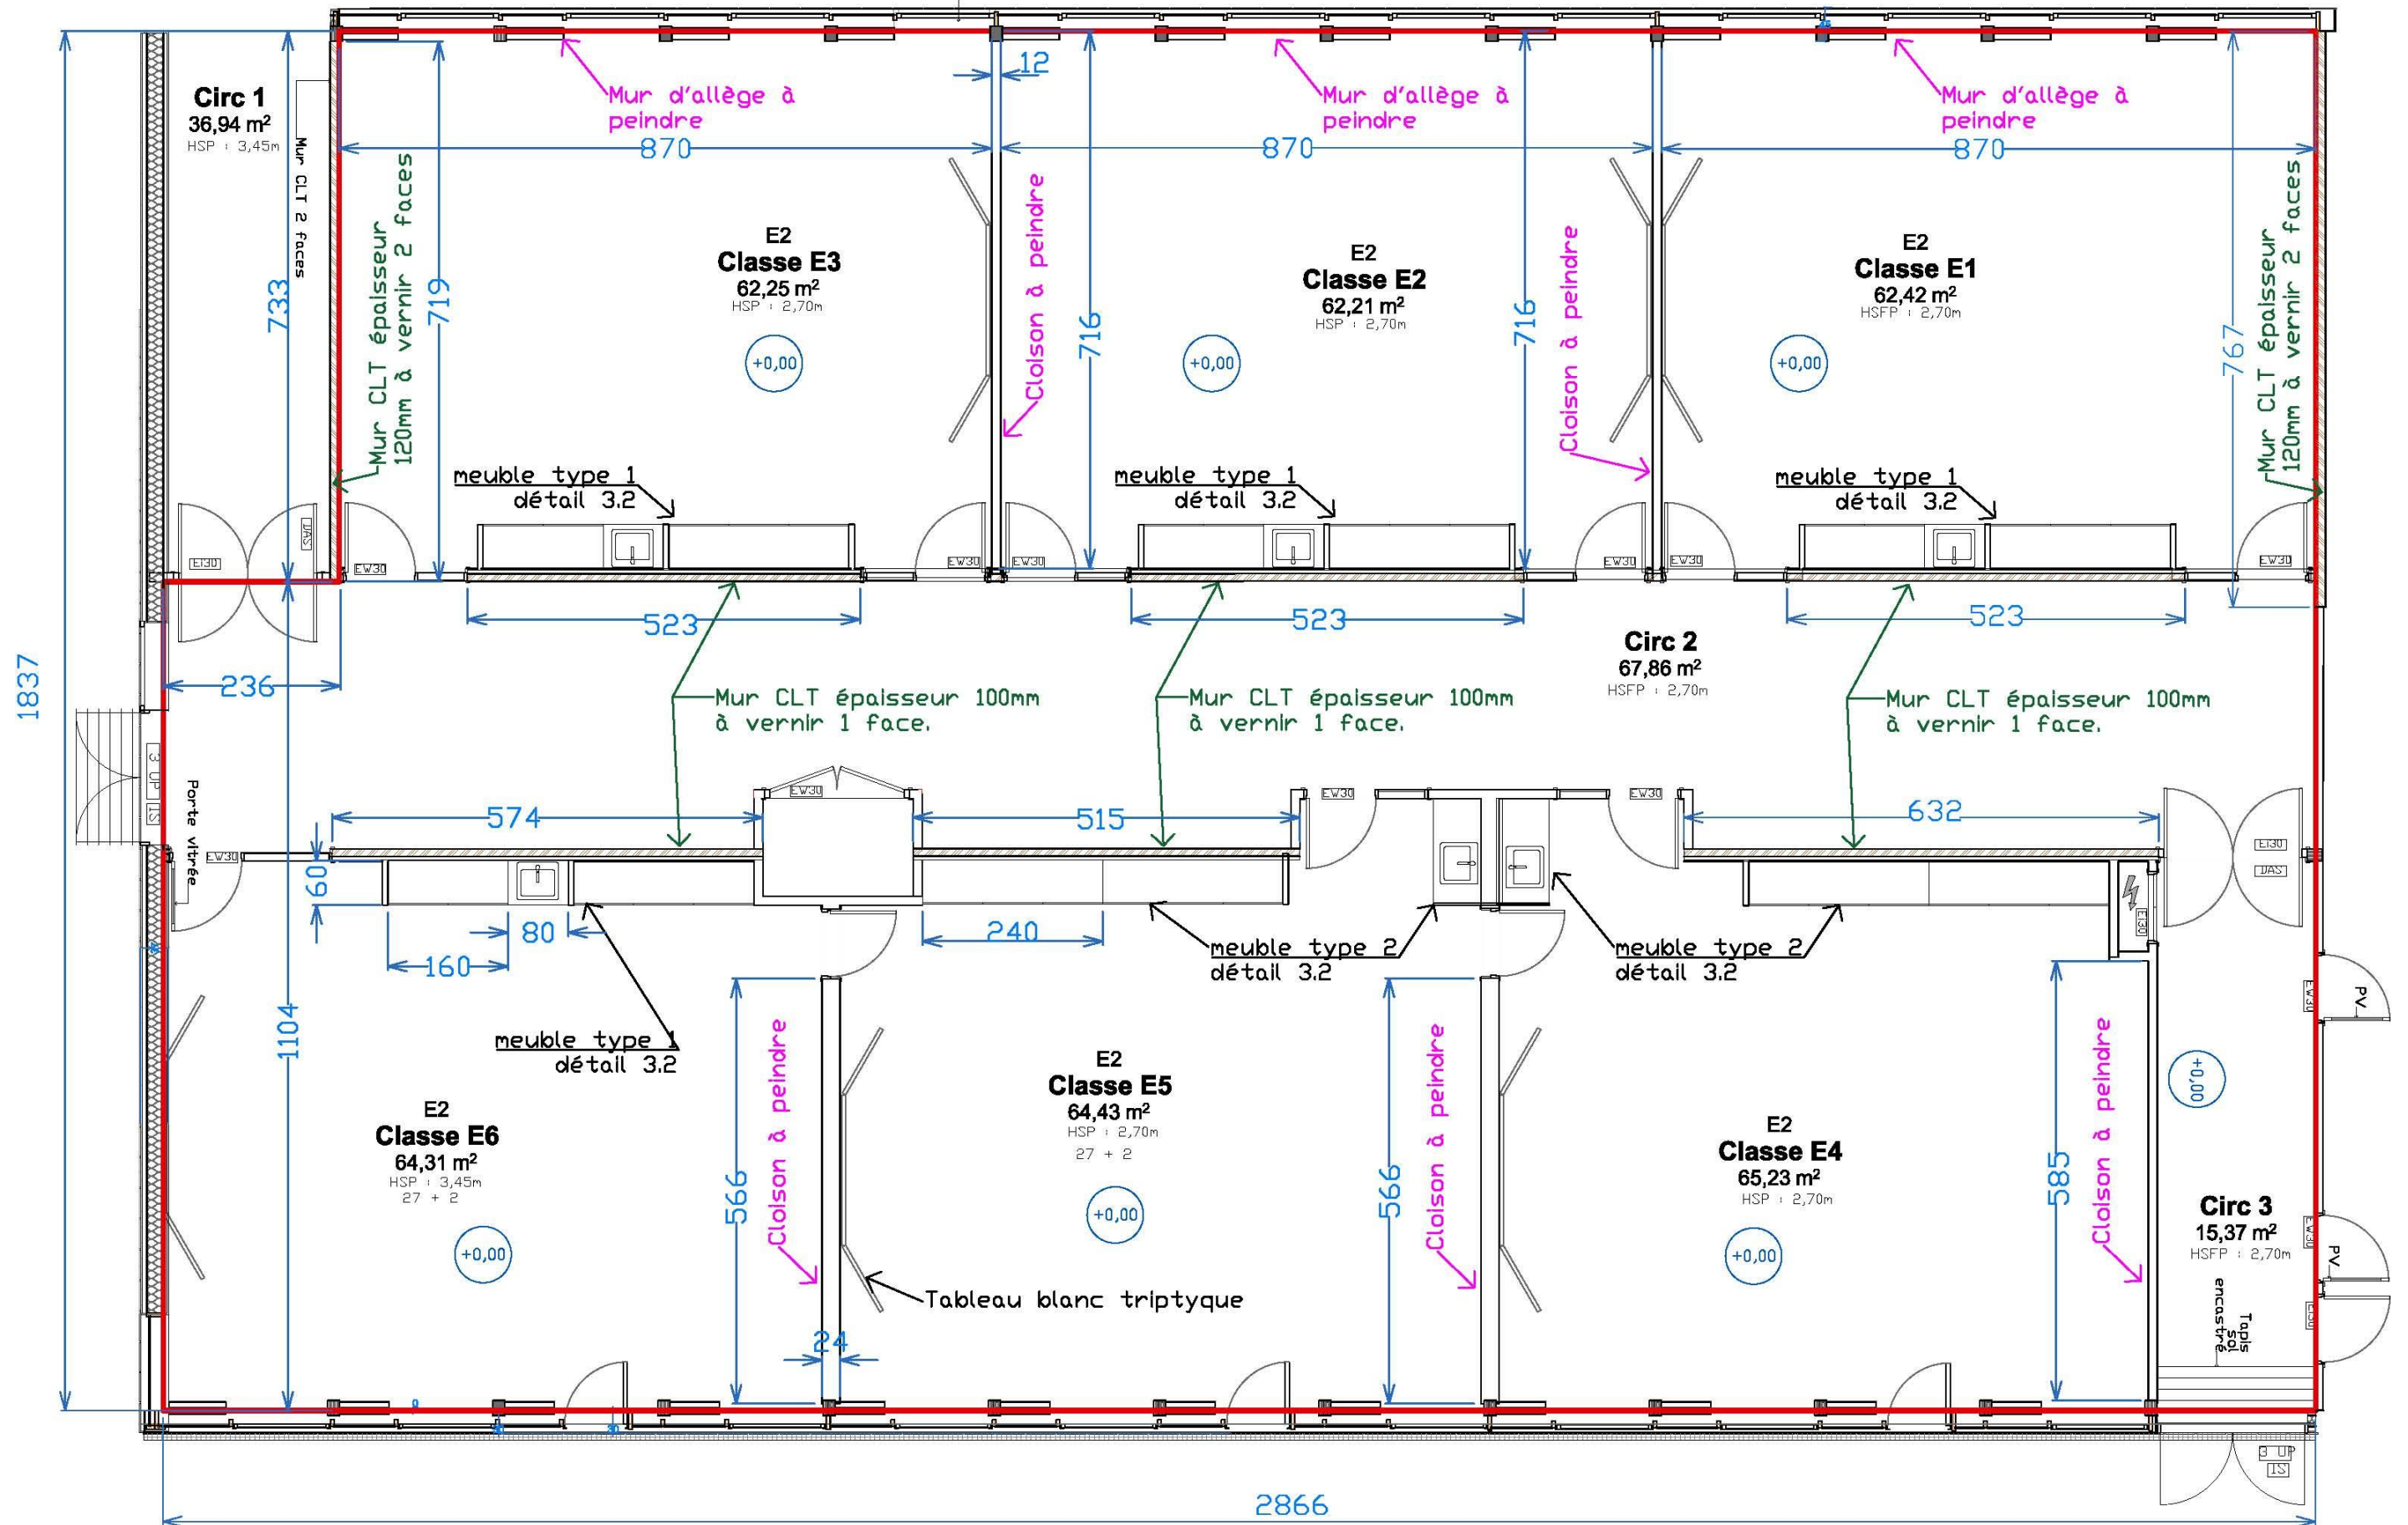 Circ 1
36,94 m²
HSP : 3,45m
Mur CLT 2 faces
733
Mur CLT épaisseur
120mm à vernir 2 faces
719
Mur d'allège à
peindre
870
12
E2
Classe E3
62,25 m²
HSP : 2,70m
+0,00
meuble type 1
détail 3.2
Cloison à peindre
716
Mur d'allège à
peindre
870
E2
Classe E2
62,21 m²
HSP : 2,70m
+0,00
716
meuble type 1
détail 3.2
Cloison à peindre
Mur d'allège à
peindre
870
E2
Classe E1
62,42 m²
HSFP : 2,70m
+0,00
767
meuble type 1
détail 3.2
Mur CLT épaisseur
120mm à vernir 2 faces
EI30
DAS
EW30
EW30
EW30
EW30
EW30
EW30
1837
236
523
523
523
Circ 2
67,86 m²
HSFP : 2,70m
Mur CLT épaisseur 100mm
à vernir 1 face.
Mur CLT épaisseur 100mm
à vernir 1 face.
Mur CLT épaisseur 100mm
à vernir 1 face.
3 UP
IS
Porte vitrée
EW30
574
EW30
515
EW30
EW30
632
EI30
DAS
60
80
160
240
meuble type 2
détail 3.2
meuble type 2
détail 3.2
EI30
1104
meuble type 1
détail 3.2
E2
Classe E6
64,31 m²
HSP : 3,45m
27 + 2
+0,00
566
Cloison à peindre
24
E2
Classe E5
64,43 m²
HSP : 2,70m
27 + 2
+0,00
Tableau blanc triptyque
566
Cloison à peindre
E2
Classe E4
65,23 m²
HSP : 2,70m
+0,00
585
Cloison à peindre
+0,00
Circ 3
15,37 m²
HSFP : 2,70m
Tapis
sol
encastré
EW30
PV
EW30
PV
EI30
3 UP
IS
2866